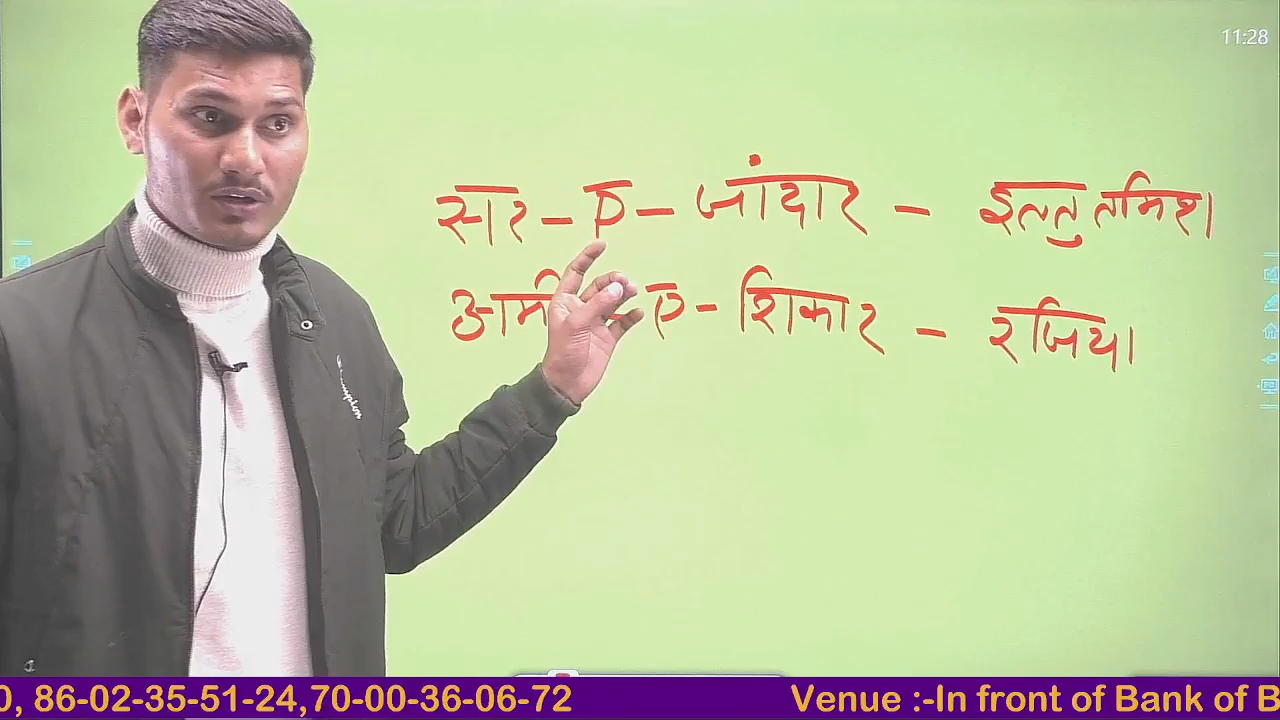 11:28
सर - ए - जांदार - इल्तुतमिश
- ए - शिकार - रजिया
0, 86-02-35-51-24,70-00-36-06-72 Venue :-In front of Bank of B